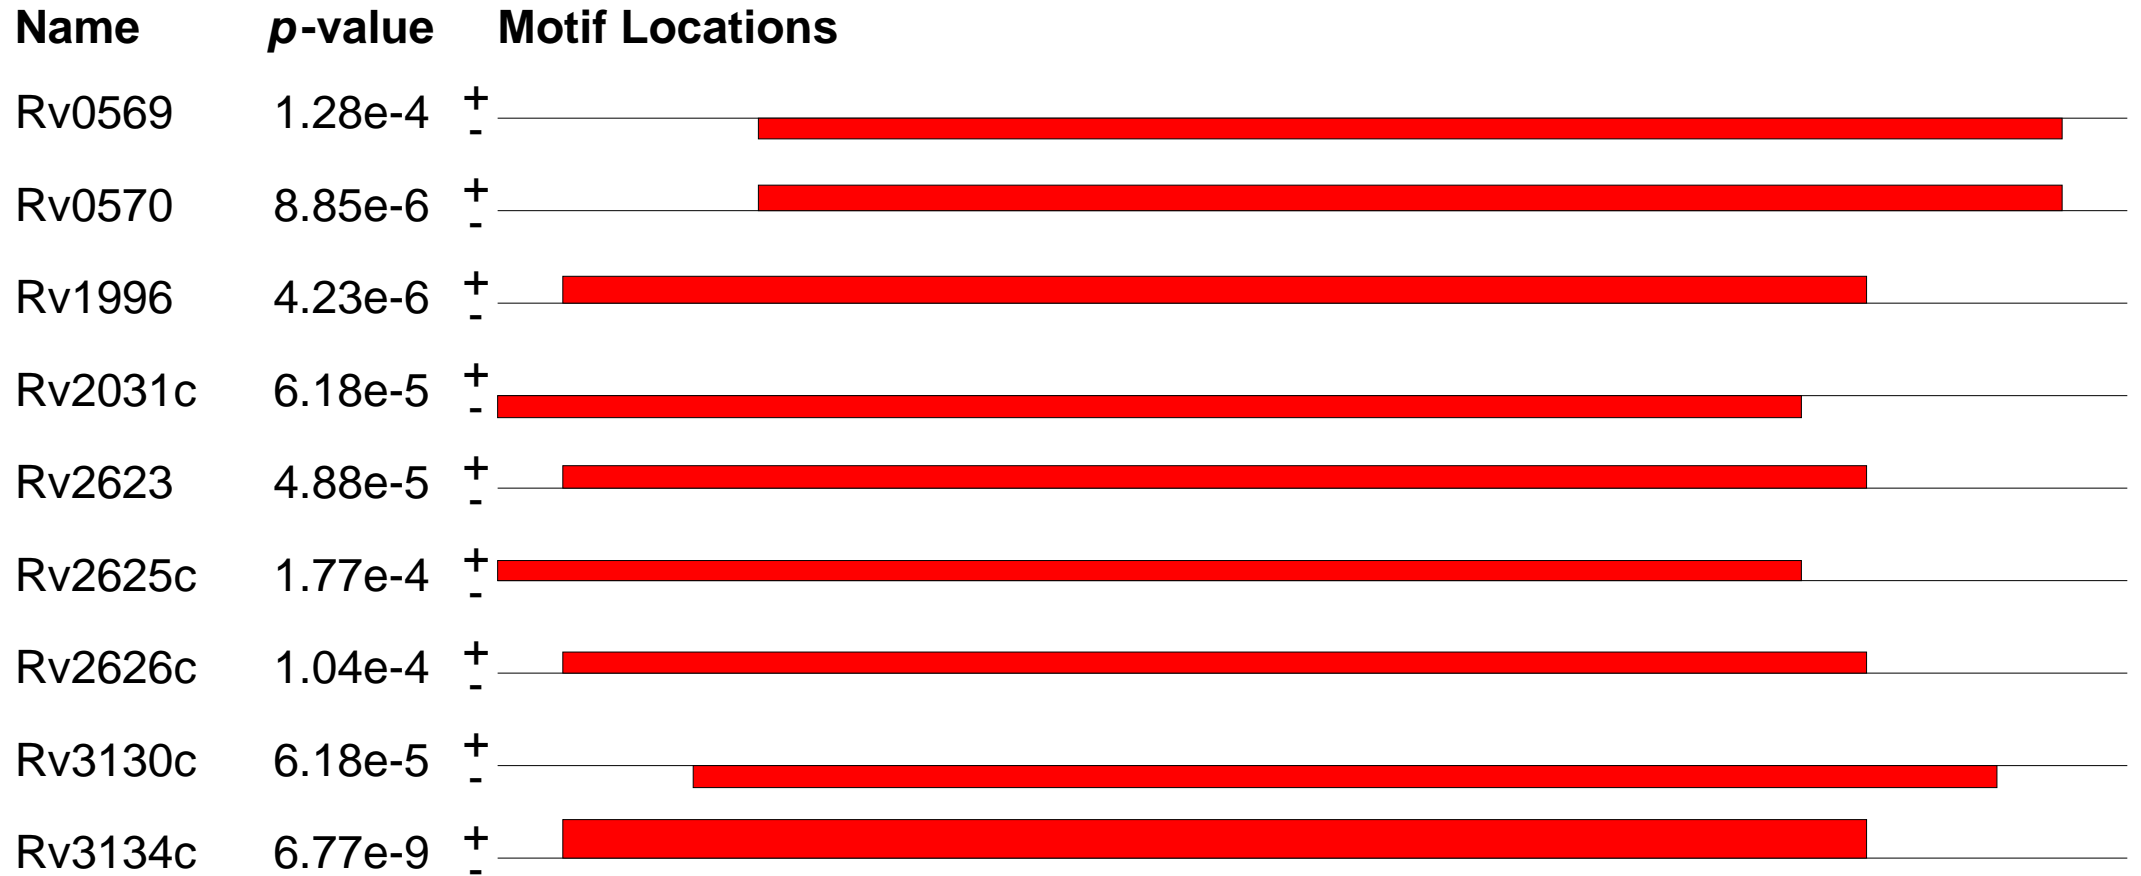 Name p-value Motif Locations
Rv0569 1.28e-4 + -
Rv0570 8.85e-6 + -
Rv1996 4.23e-6 + -
Rv2031c 6.18e-5 + -
Rv2623 4.88e-5 + -
Rv2625c 1.77e-4 + -
Rv2626c 1.04e-4 + -
Rv3130c 6.18e-5 + -
Rv3134c 6.77e-9 + -